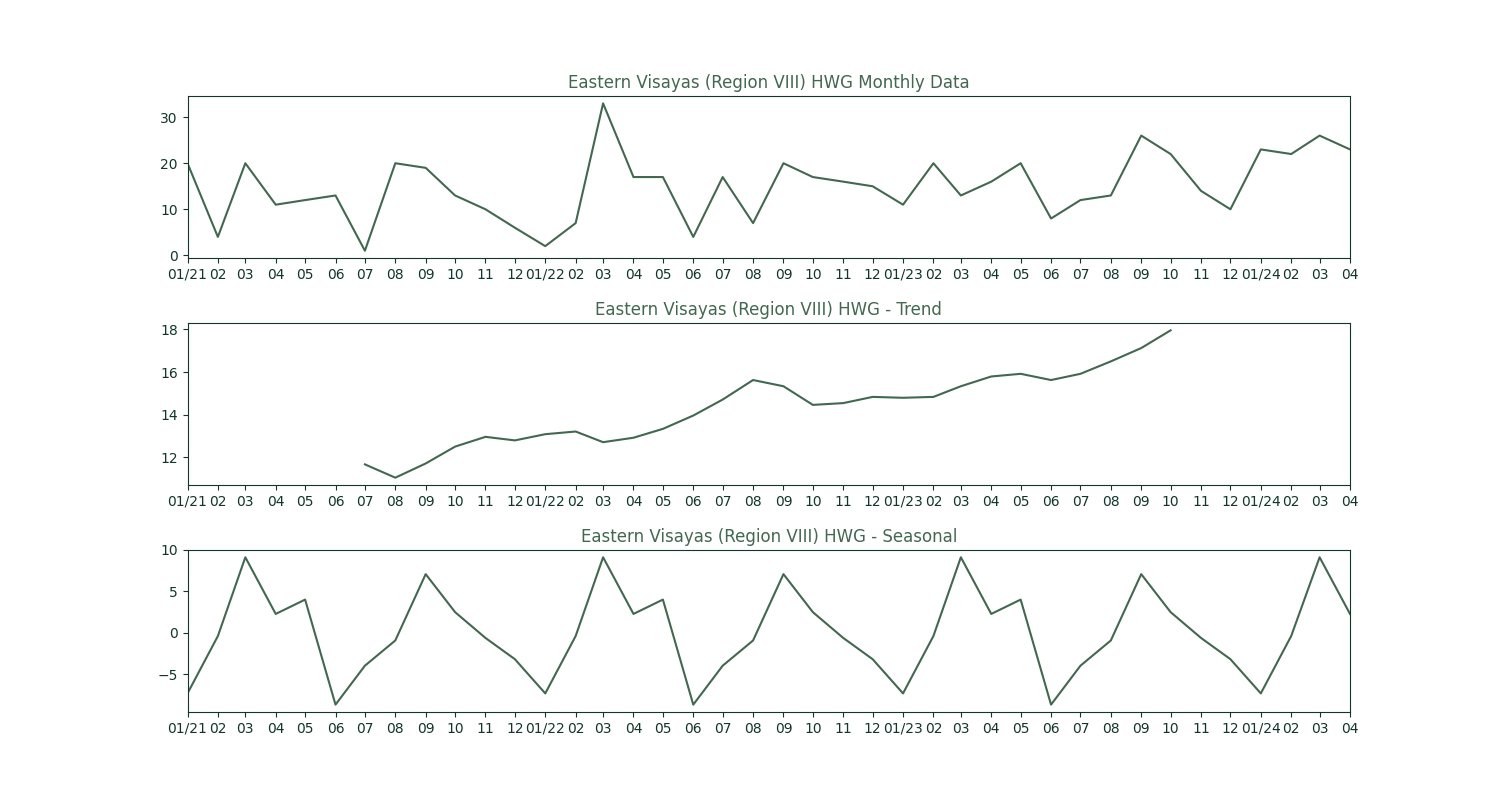 Eastern Visayas (Region VIII) HWG Monthly Data
30
20
10
0
01/21 02 03 04 05 06 07 08 09 10 11 12 01/22 02 03 04 05 06 07 08 09 10 11 12 01/23 02 03 04 05 06 07 08 09 10 11 12 01/24 02 03 04
Eastern Visayas (Region VIII) HWG - Trend
18
16
14
12
01/21 02 03 04 05 06 07 08 09 10 11 12 01/22 02 03 04 05 06 07 08 09 10 11 12 01/23 02 03 04 05 06 07 08 09 10 11 12 01/24 02 03 04
Eastern Visayas (Region VIII) HWG - Seasonal
10
5
0
−5
01/21 02 03 04 05 06 07 08 09 10 11 12 01/22 02 03 04 05 06 07 08 09 10 11 12 01/23 02 03 04 05 06 07 08 09 10 11 12 01/24 02 03 04